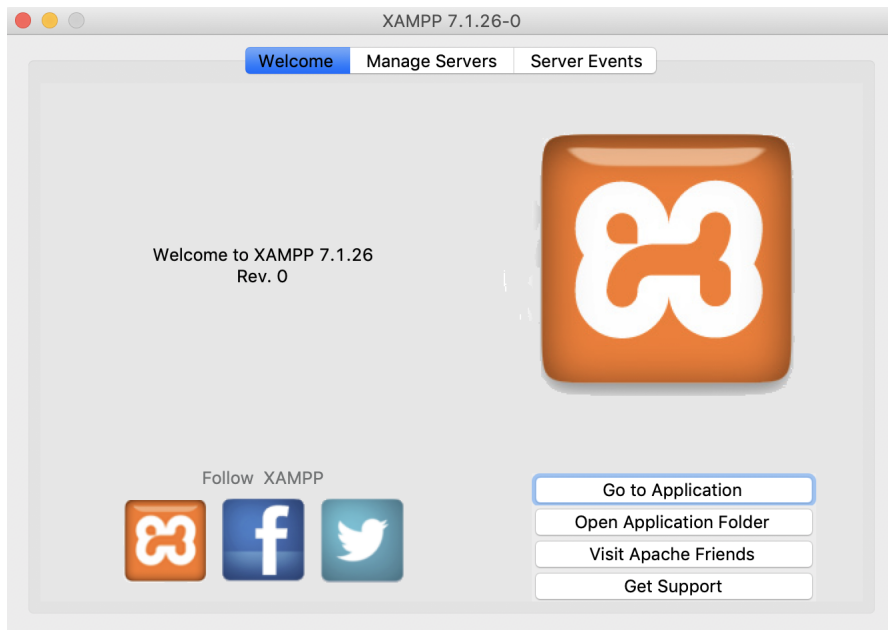 XAMPP 7.1.26-0
Welcome
Manage Servers
Server Events
Welcome to XAMPP 7.1.26
Rev. 0
Follow XAMPP
Go to Application
Open Application Folder
Visit Apache Friends
Get Support